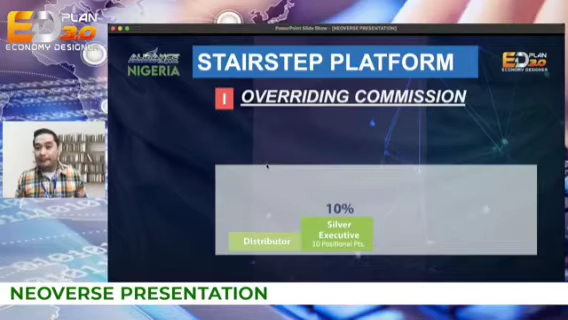 ED PLAN 3.0
ECONOMY DESIGNER
PowerPoint Slide Show - [NEOVERSE PRESENTATION]
ALLIANCE
NIGERIA
STAIRSTEP PLATFORM
ED PLAN 3.0
ECONOMY DESIGNER
I OVERRIDING COMMISSION
10%
Distributor
Silver
Executive
10 Positional Pts.
NEOVERSE PRESENTATION